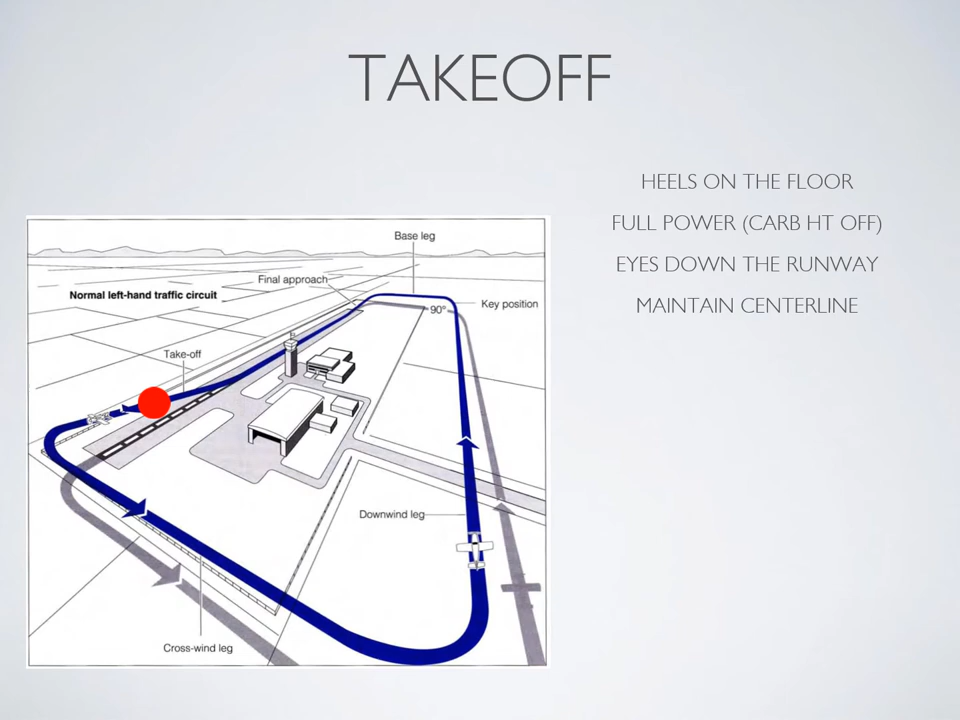 TAKEOFF
HEELS ON THE FLOOR
FULL POWER (CARB HT OFF)
EYES DOWN THE RUNWAY
MAINTAIN CENTERLINE
Base leg
Final approach
Normal left-hand traffic circuit
Key position
90°
Take-off
Downwind leg
Cross-wind leg